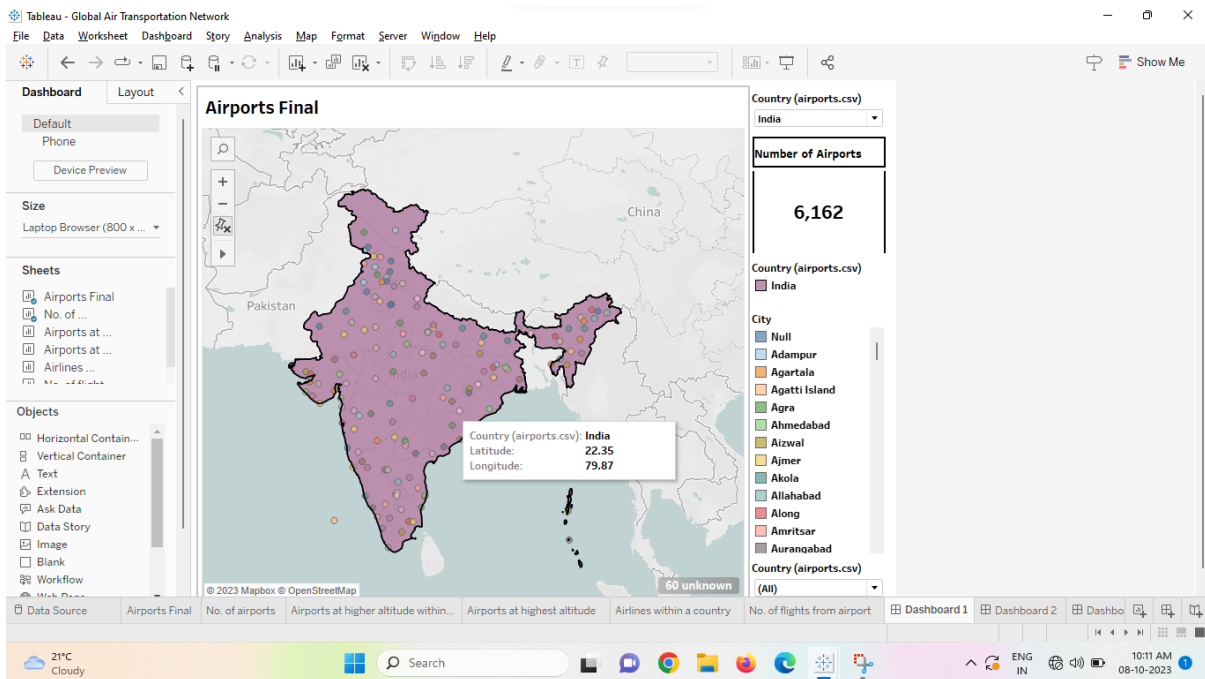 Tableau - Global Air Transportation Network
File Data Worksheet Dashboard Story Analysis Map Format Server Window Help
Show Me
Dashboard Layout
Default
Phone
Device Preview
Size
Laptop Browser (800 x ...
Sheets
Airports Final
No. of ...
Airports at ...
Airports at ...
Airlines ...
No. of flight
Objects
Horizontal Contain...
Vertical Container
Text
Extension
Ask Data
Data Story
Image
Blank
Workflow
Web Page
Airports Final
China
Pakistan
India
Country (airports.csv): India
Latitude: 22.35
Longitude: 79.87
© 2023 Mapbox © OpenStreetMap
60 unknown
Country (airports.csv)
India
Number of Airports
6,162
Country (airports.csv)
India
City
Null
Adampur
Agartala
Agatti Island
Agra
Ahmedabad
Aizwal
Ajmer
Akola
Allahabad
Along
Amritsar
Aurangabad
Country (airports.csv)
(All)
Data Source Airports Final No. of airports Airports at higher altitude within... Airports at highest altitude Airlines within a country No. of flights from airport Dashboard 1 Dashboard 2 Dashbo
21°C
Cloudy
Search
ENG
IN
10:11 AM
08-10-2023
1